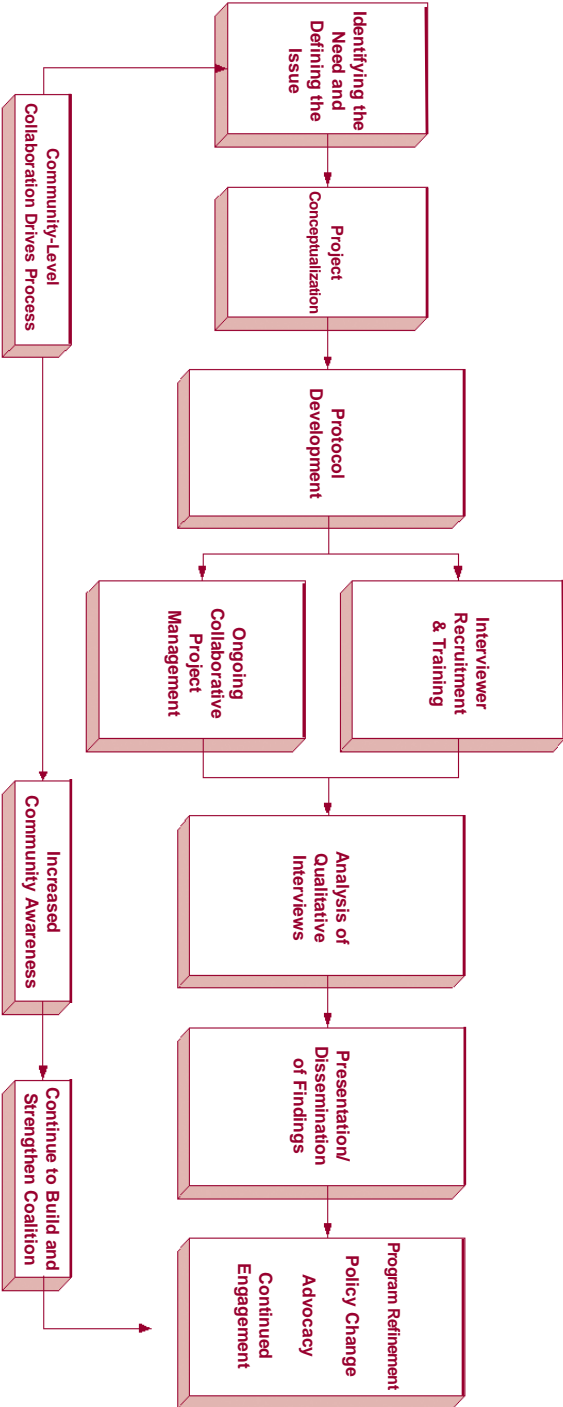 Identifying the
Need and
Defining the
Issue
Project
Conceptualization
Protocol
Development
Interviewer
Recruitment
& Training
Ongoing
Collaborative
Project
Management
Analysis of
Qualitative
Interviews
Presentation/
Dissemination
of Findings
Program Refinement
Policy Change
Advocacy
Continued
Engagement
Community-Level
Collaboration Drives Process
Increased
Community Awareness
Continue to Build and
Strengthen Coalition